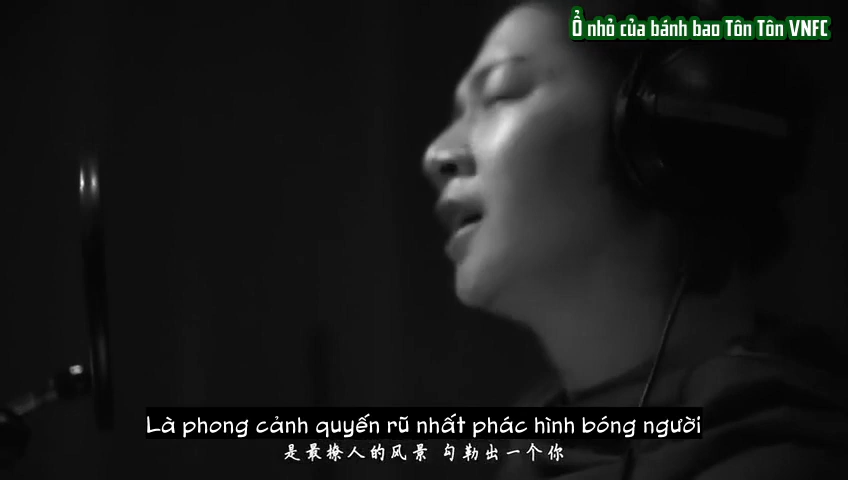 Ổ nhỏ của bánh bao Tôn Tôn VNFC
Là phong cảnh quyến rũ nhất phác hình bóng người
是最撩人的风景 勾勒出一个你